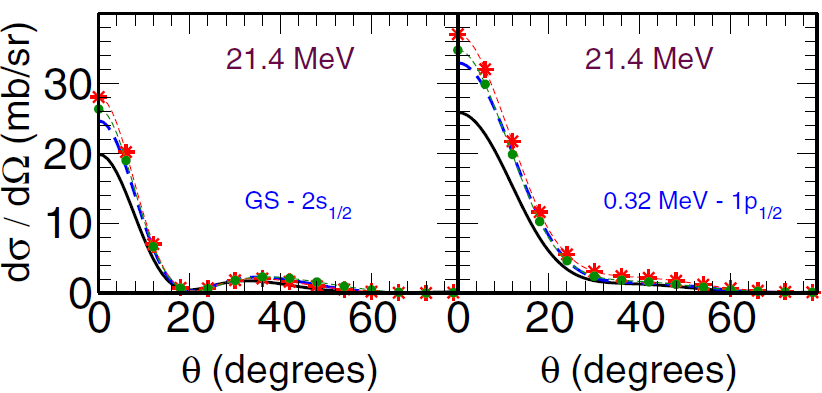 dσ / dΩ (mb/sr)
30
20
10
0
21.4 MeV
GS - 2s1/2
0
20
40
60
θ (degrees)
21.4 MeV
0.32 MeV - 1p1/2
0
20
40
60
θ (degrees)